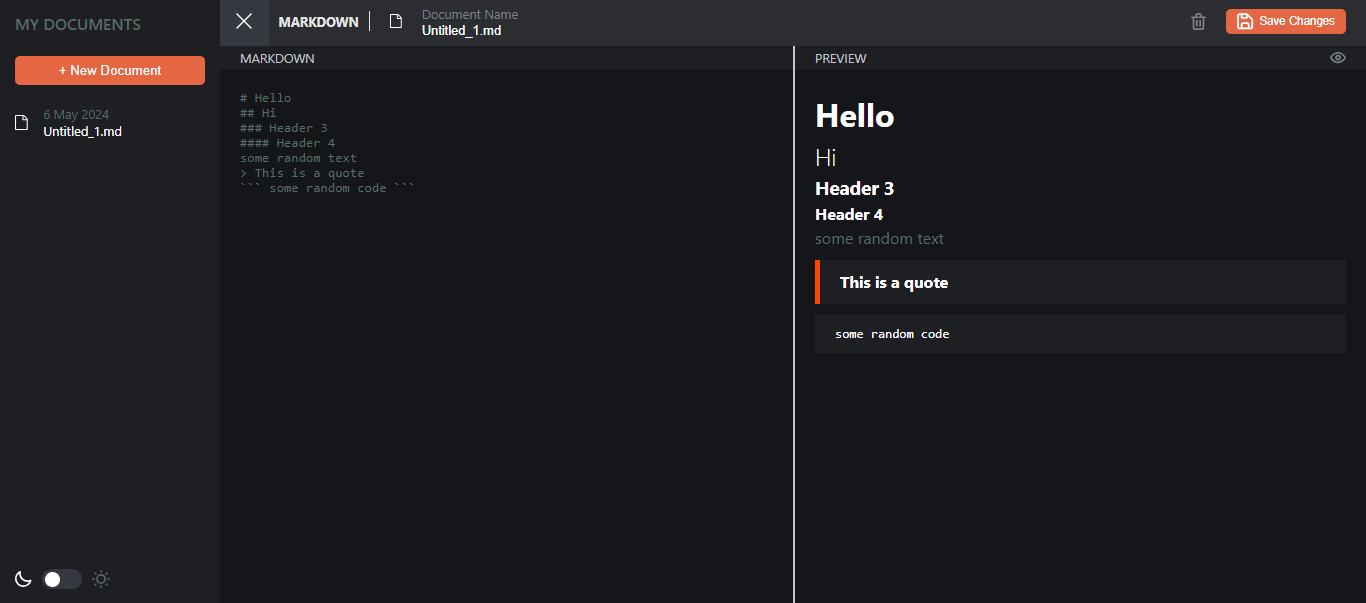 MY DOCUMENTS
+ New Document
6 May 2024
Untitled_1.md
MARKDOWN
Document Name
Untitled_1.md
Save Changes
MARKDOWN
# Hello
## Hi
### Header 3
#### Header 4
some random text
> This is a quote
``` some random code ```
PREVIEW
Hello
Hi
Header 3
Header 4
some random text
This is a quote
some random code